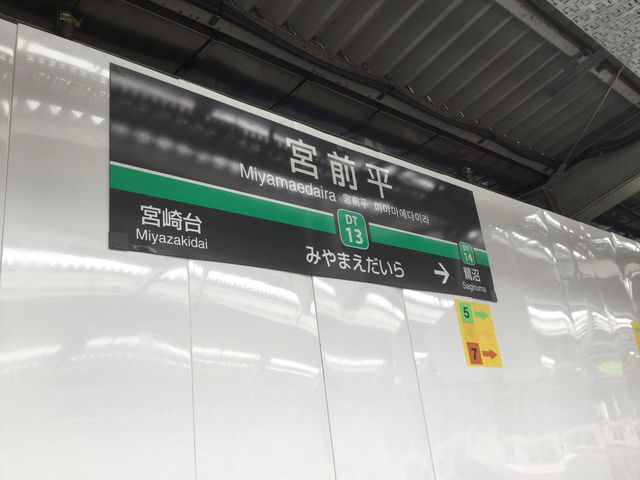 宮前平
Miyamaedaira 宮前平 미야마에다이라
DT
13
DT
14
宮崎台
Miyazakidai
みやまえだいら
→
鷺沼
Saginuma
5 →
7 →